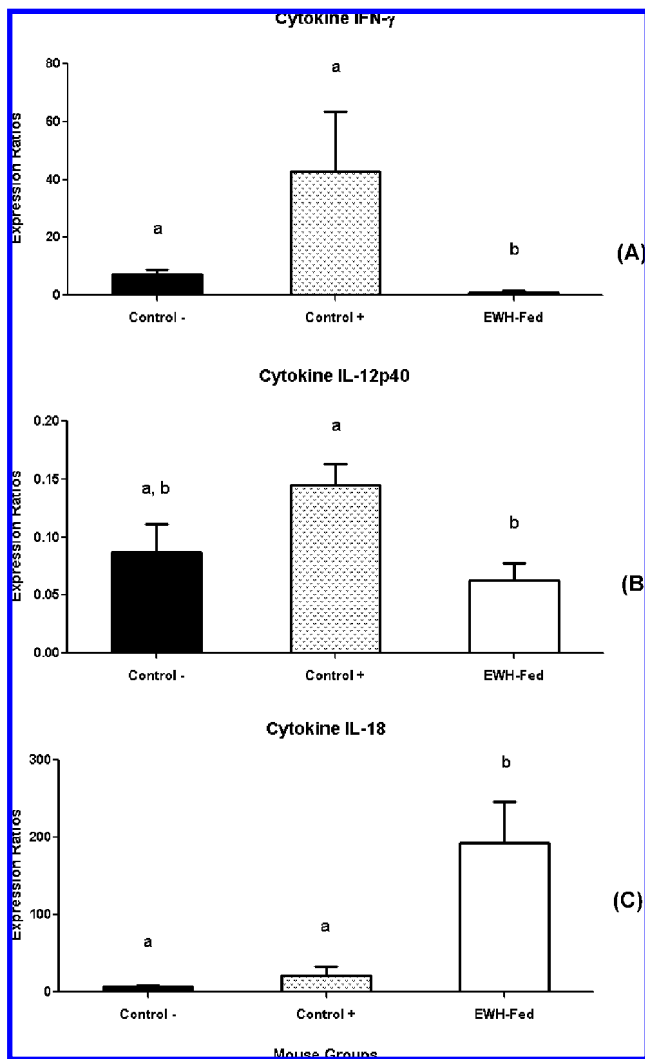 Cytokine IFN-γ
80
60
40
20
0
Expression Ratios
a
a
b
(A)
Control -
Control +
EWH-Fed
Cytokine IL-12p40
0.20
0.15
0.10
0.05
0.00
Expression Ratios
a, b
a
b
(B)
Control -
Control +
EWH-Fed
Cytokine IL-18
300
200
100
0
Expression Ratios
a
a
b
(C)
Control -
Control +
EWH-Fed
Mouse Groups